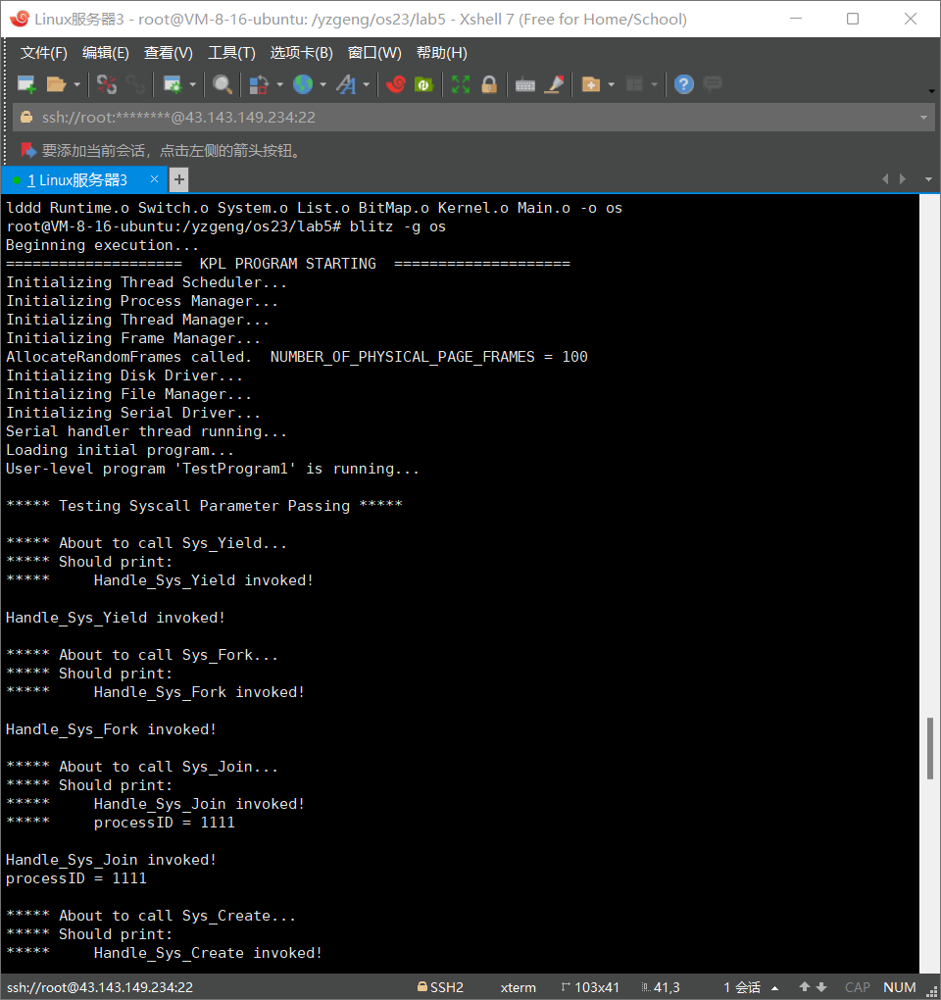 Linux服务器3 - root@VM-8-16-ubuntu: /yzgeng/os23/lab5 - Xshell 7 (Free for Home/School)
文件(F) 编辑(E) 查看(V) 工具(T) 选项卡(B) 窗口(W) 帮助(H)
ssh://root:********@43.143.149.234:22
要添加当前会话，点击左侧的箭头按钮。
1 Linux服务器3 × +
lddd Runtime.o Switch.o System.o List.o BitMap.o Kernel.o Main.o -o os
root@VM-8-16-ubuntu:/yzgeng/os23/lab5# blitz -g os
Beginning execution...
====================  KPL PROGRAM STARTING  ====================
Initializing Thread Scheduler...
Initializing Process Manager...
Initializing Thread Manager...
Initializing Frame Manager...
AllocateRandomFrames called.  NUMBER_OF_PHYSICAL_PAGE_FRAMES = 100
Initializing Disk Driver...
Initializing File Manager...
Initializing Serial Driver...
Serial handler thread running...
Loading initial program...
User-level program 'TestProgram1' is running...
***** Testing Syscall Parameter Passing *****
***** About to call Sys_Yield...
***** Should print:
*****     Handle_Sys_Yield invoked!
Handle_Sys_Yield invoked!
***** About to call Sys_Fork...
***** Should print:
*****     Handle_Sys_Fork invoked!
Handle_Sys_Fork invoked!
***** About to call Sys_Join...
***** Should print:
*****     Handle_Sys_Join invoked!
*****     processID = 1111
Handle_Sys_Join invoked!
processID = 1111
***** About to call Sys_Create...
***** Should print:
*****     Handle_Sys_Create invoked!
ssh://root@43.143.149.234:22 SSH2 xterm 103x41 41,3 1 会话 CAP NUM